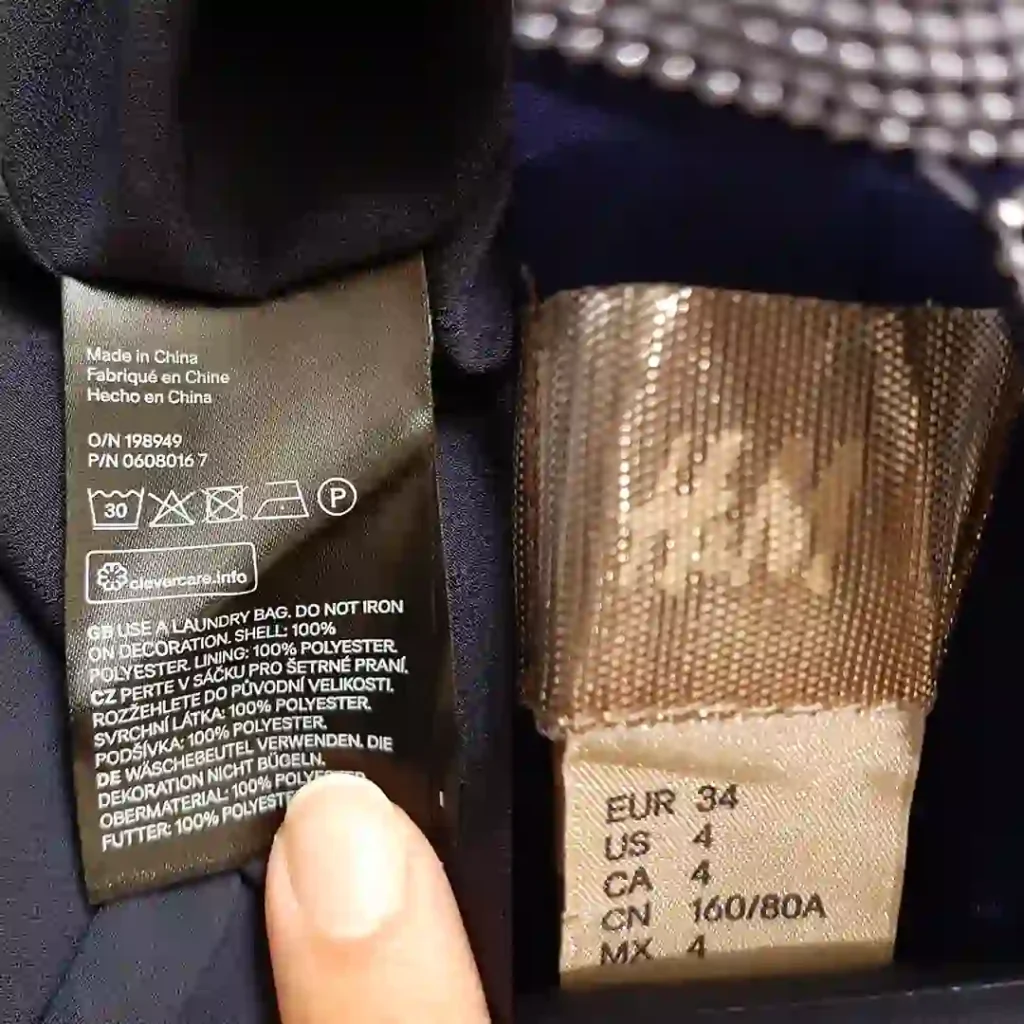 Made in China
Fabriqué en Chine
Hecho en China
O/N 198949
P/N 0608016 7
30
P
clevercare.info
GB USE A LAUNDRY BAG. DO NOT IRON
ON DECORATION. SHELL: 100%
POLYESTER. LINING: 100% POLYESTER.
CZ PERTE V SÁČKU PRO ŠETRNÉ PRANÍ.
ROZŽEHLETE DO PŮVODNÍ VELIKOSTI.
SVRCHNÍ LÁTKA: 100% POLYESTER.
PODŠÍVKA: 100% POLYESTER.
DE WÄSCHEBEUTEL VERWENDEN. DIE
DEKORATION NICHT BÜGELN.
OBERMATERIAL: 100%
FUTTER: 100%
H&M
EUR 34
US 4
CA 4
CN 160/80A
MX 4